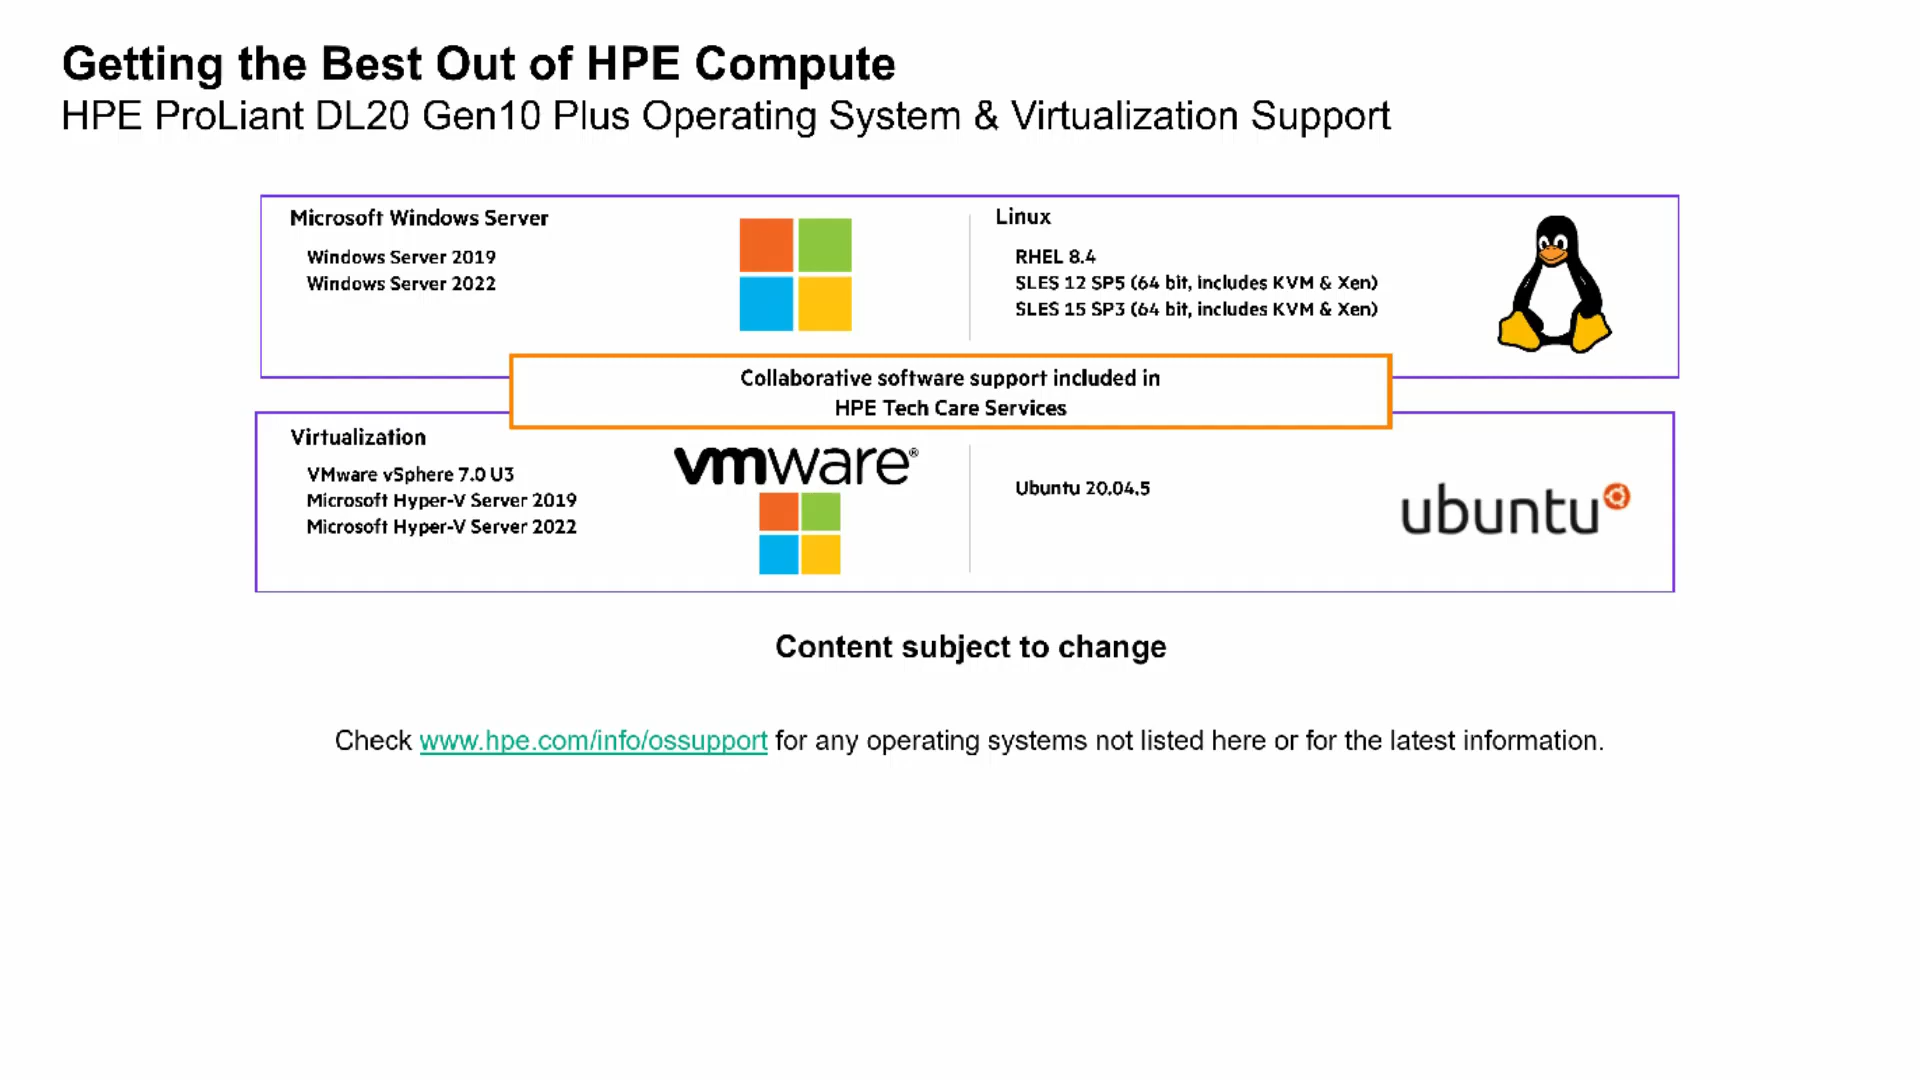 Getting the Best Out of HPE Compute
HPE ProLiant DL20 Gen10 Plus Operating System & Virtualization Support
Microsoft Windows Server
Windows Server 2019
Windows Server 2022
Linux
RHEL 8.4
SLES 12 SP5 (64 bit, includes KVM & Xen)
SLES 15 SP3 (64 bit, includes KVM & Xen)
Collaborative software support included in
HPE Tech Care Services
Virtualization
VMware vSphere 7.0 U3
Microsoft Hyper-V Server 2019
Microsoft Hyper-V Server 2022
vmware®
Ubuntu 20.04.5
ubuntu
Content subject to change
Check www.hpe.com/info/ossupport for any operating systems not listed here or for the latest information.